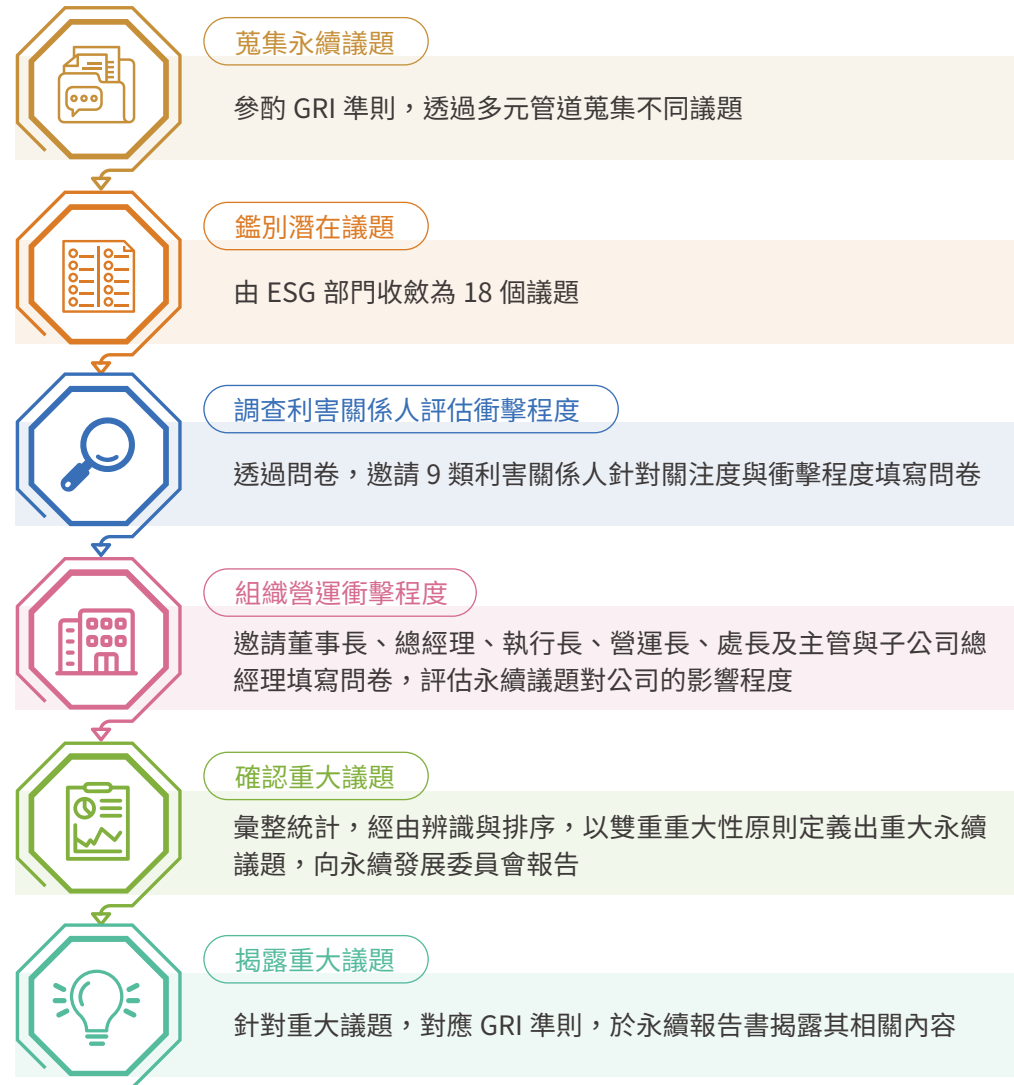 蒐集永續議題
參酌 GRI 準則，透過多元管道蒐集不同議題
鑑別潛在議題
由 ESG 部門收斂為 18 個議題
調查利害關係人評估衝擊程度
透過問卷，邀請 9 類利害關係人針對關注度與衝擊程度填寫問卷
組織營運衝擊程度
邀請董事長、總經理、執行長、營運長、處長及主管與子公司總
經理填寫問卷，評估永續議題對公司的影響程度
確認重大議題
彙整統計，經由辨識與排序，以雙重重大性原則定義出重大永續
議題，向永續發展委員會報告
揭露重大議題
針對重大議題，對應 GRI 準則，於永續報告書揭露其相關內容